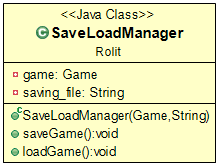 <<Java Class>>
SaveLoadManager
Rolit
game: Game
saving_file: String
SaveLoadManager(Game,String)
saveGame():void
loadGame():void